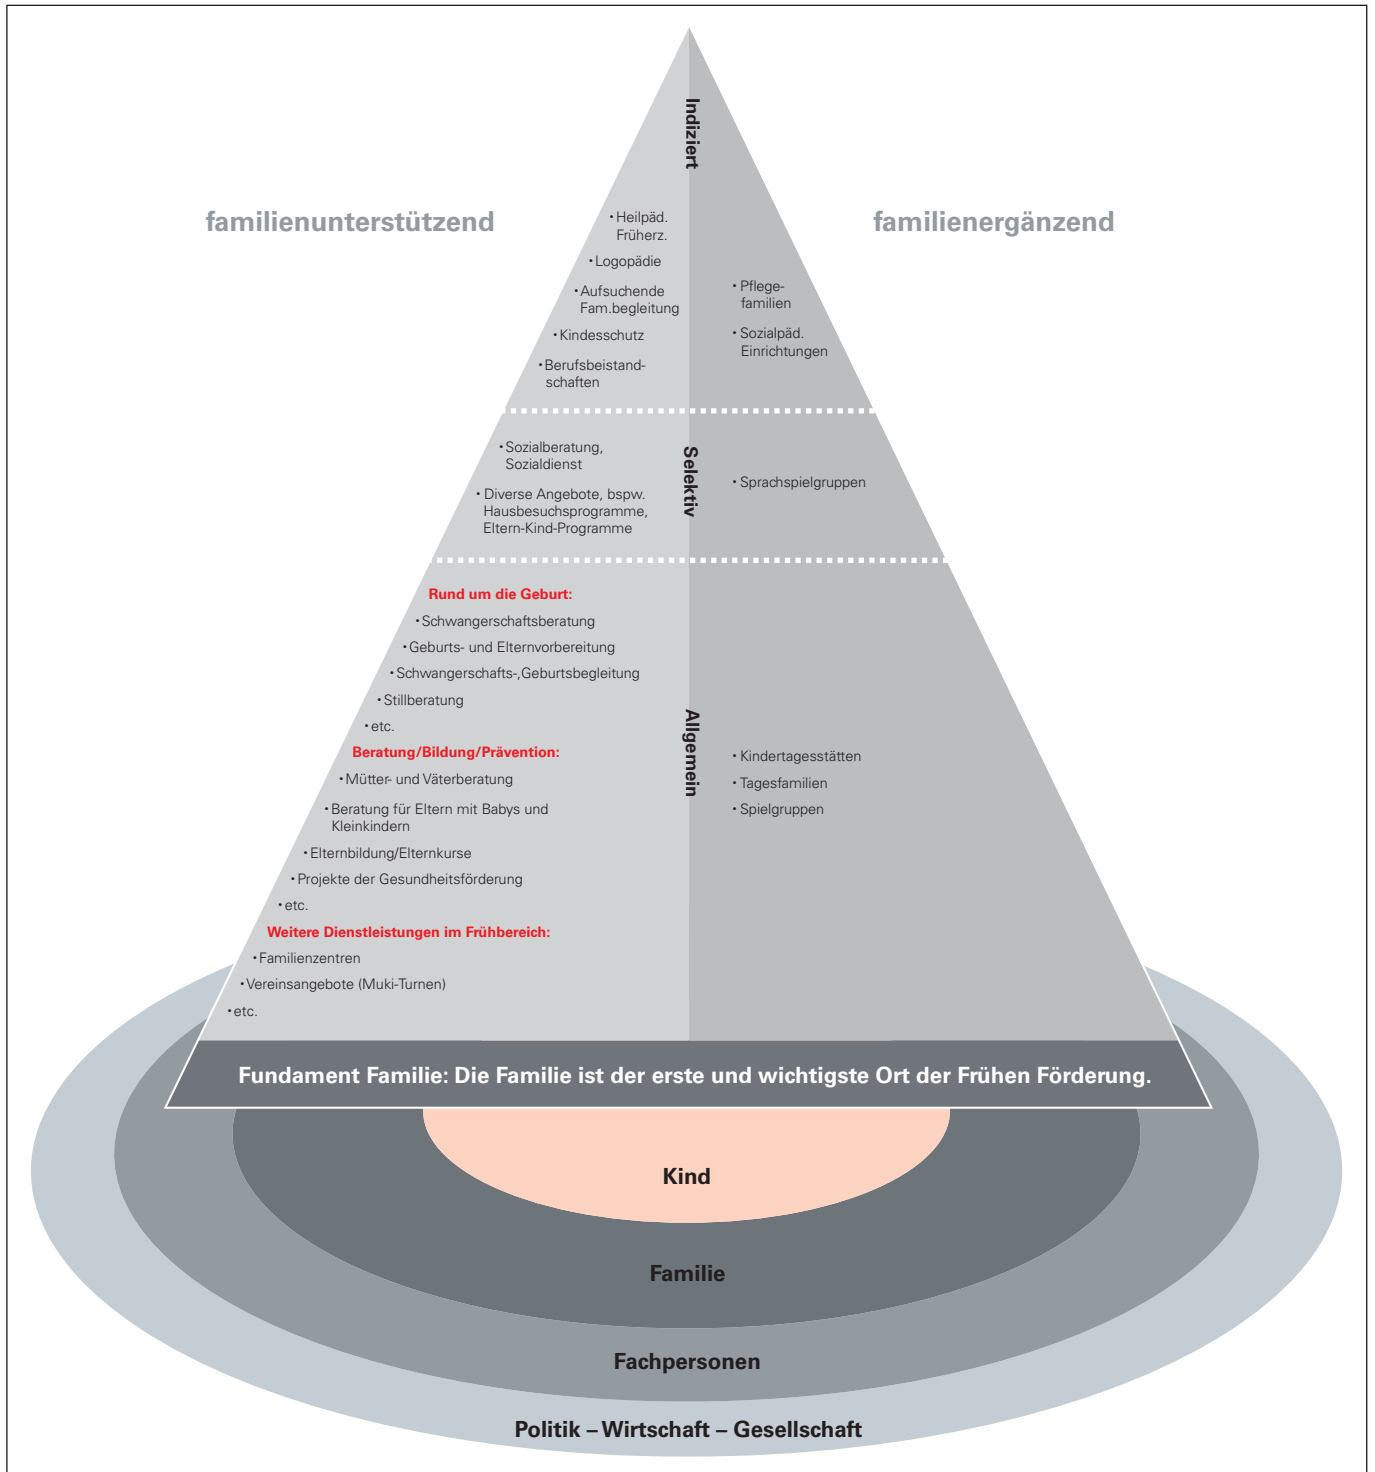 Indiziert
familienunterstützend
familienergänzend
• Heilpäd.
Früherz.
• Logopädie
• Aufsuchende
Fam.begleitung
• Kindesschutz
• Berufsbeistand-
schaften
• Pflege-
familien
• Sozialpäd.
Einrichtungen
Selektiv
• Sozialberatung,
Sozialdienst
• Diverse Angebote, bspw.
Hausbesuchsprogramme,
Eltern-Kind-Programme
• Sprachspielgruppen
Allgemein
Rund um die Geburt:
• Schwangerschaftsberatung
• Geburts- und Elternvorbereitung
• Schwangerschafts-,Geburtsbegleitung
• Stillberatung
• etc.
Beratung/Bildung/Prävention:
• Mütter- und Väterberatung
• Beratung für Eltern mit Babys und
Kleinkindern
• Elternbildung/Elternkurse
• Projekte der Gesundheitsförderung
• etc.
Weitere Dienstleistungen im Frühbereich:
• Familienzentren
• Vereinsangebote (Muki-Turnen)
• etc.
• Kindertagesstätten
• Tagesfamilien
• Spielgruppen
Fundament Familie: Die Familie ist der erste und wichtigste Ort der Frühen Förderung.
Kind
Familie
Fachpersonen
Politik – Wirtschaft – Gesellschaft